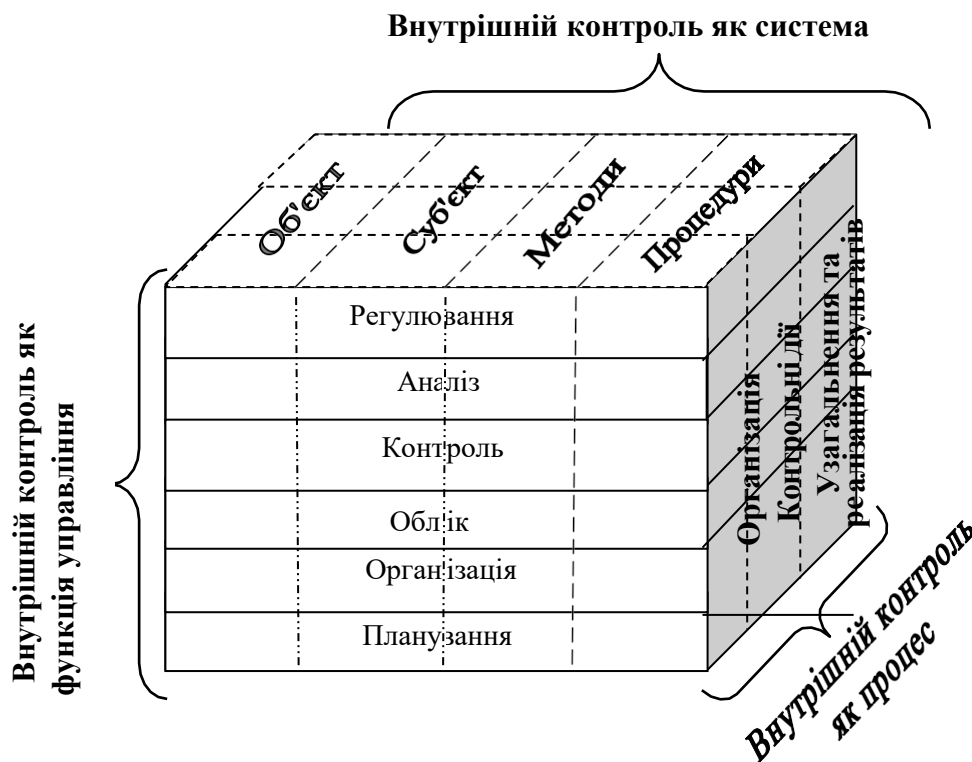 Внутрішній контроль як система
Об'єкт
Суб'єкт
Методи
Процедури
Внутрішній контроль як
функція управління
Регулювання
Аналіз
Контроль
Облік
Організація
Планування
Організація
Контрольні дії
Узагальнення та
реалізація результатів
Внутрішній контроль
як процес